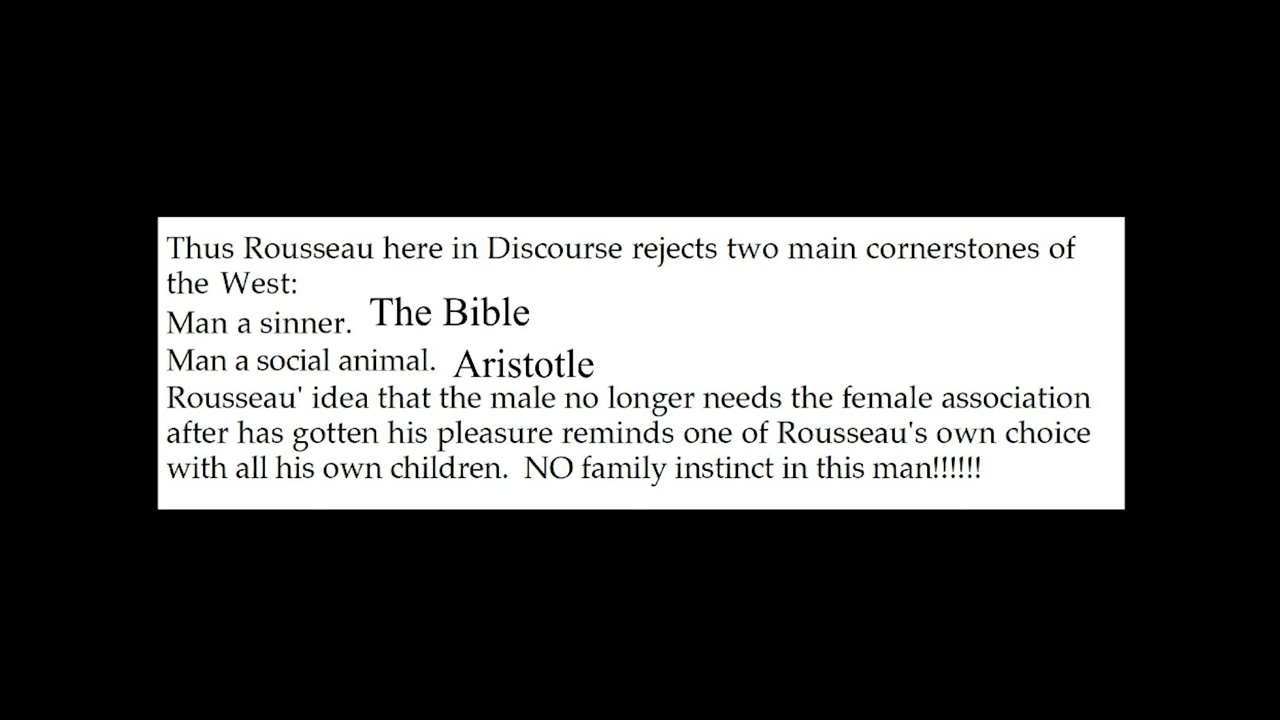 Thus Rousseau here in Discourse rejects two main cornerstones of
the West:
Man a sinner. The Bible
Man a social animal. Aristotle
Rousseau' idea that the male no longer needs the female association
after has gotten his pleasure reminds one of Rousseau's own choice
with all his own children. NO family instinct in this man!!!!!!